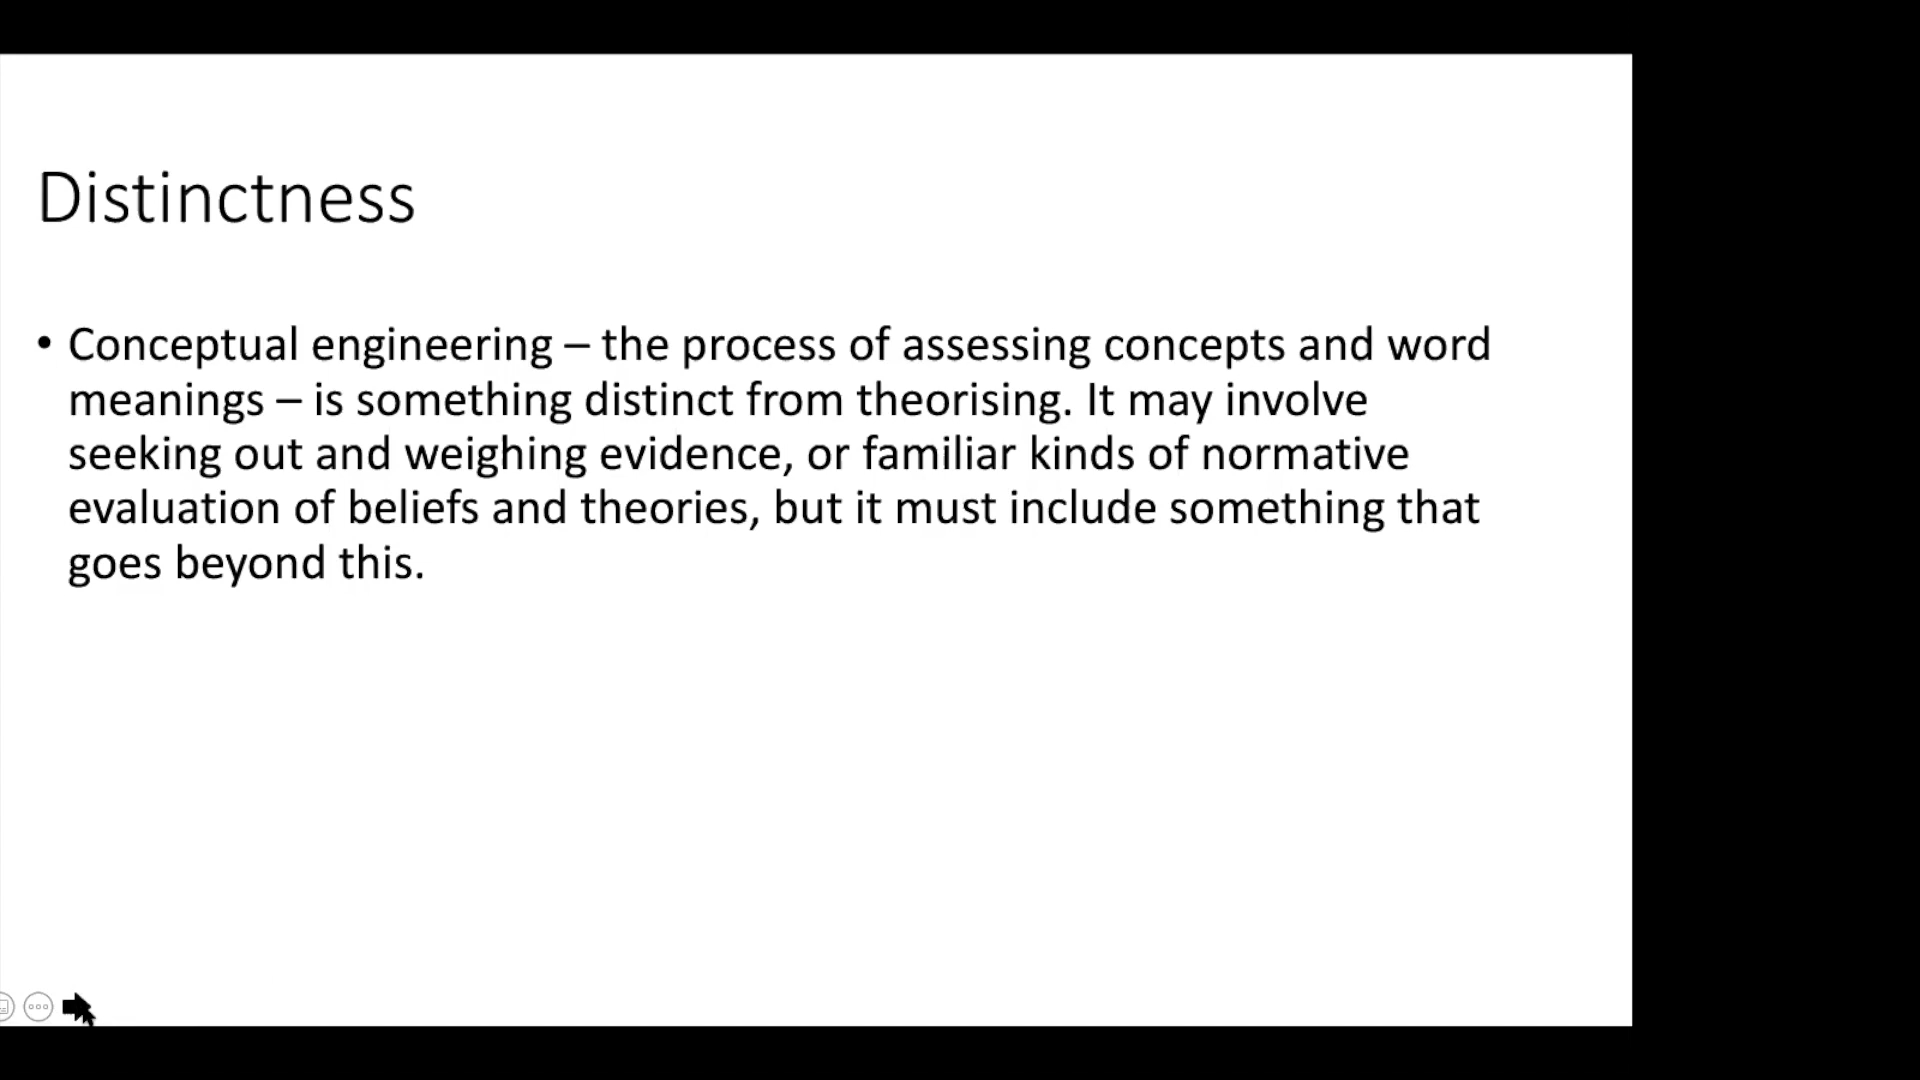 Distinctness
• Conceptual engineering – the process of assessing concepts and word
meanings – is something distinct from theorising. It may involve
seeking out and weighing evidence, or familiar kinds of normative
evaluation of beliefs and theories, but it must include something that
goes beyond this.